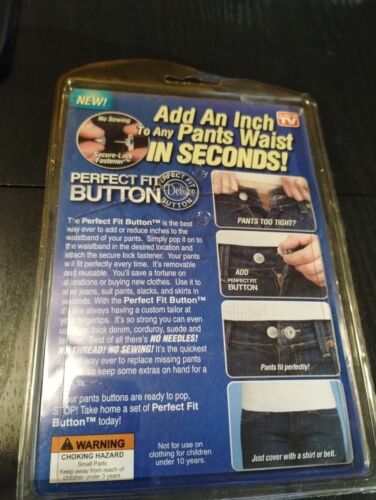 NEW!
No Sewing
Secure-Lock
Fastener™
Add An Inch
To Any Pants Waist
IN SECONDS!
AS SEEN ON
TV
PERFECT FIT
BUTTON
PERFECT FIT
Deluxe
BUTTON
The Perfect Fit Button™ is the best
way ever to add or reduce inches to the
waistband of your pants. Simply pop it on to
the waistband in the desired location and
attach the secure lock fastener. Your pants
will fit perfectly every time. It's removable
and reusable. You'll save a fortune on
alterations or buying new clothes. Use it to
jeans, suit pants, slacks, and skirts in
seconds. With the Perfect Fit Button™
it's like always having a custom tailor at
your fingertips. It's so strong you can even
use on thick denim, corduroy, suede and
Best of all there's NO NEEDLES!
NO THREAD! NO SEWING! It's the quickest
way ever to replace missing pants
so keep some extras on hand for a
fix.
your pants buttons are ready to pop,
STOP! Take home a set of Perfect Fit
Button™ today!
WARNING
CHOKING HAZARD
Small Parts
Keep away from reach of
children under 3 years.
Not for use on
clothing for children
under 10 years.
PANTS TOO TIGHT?
ADD
PERFECT FIT
BUTTON
Pants fit perfectly!
Just cover with a shirt or belt.